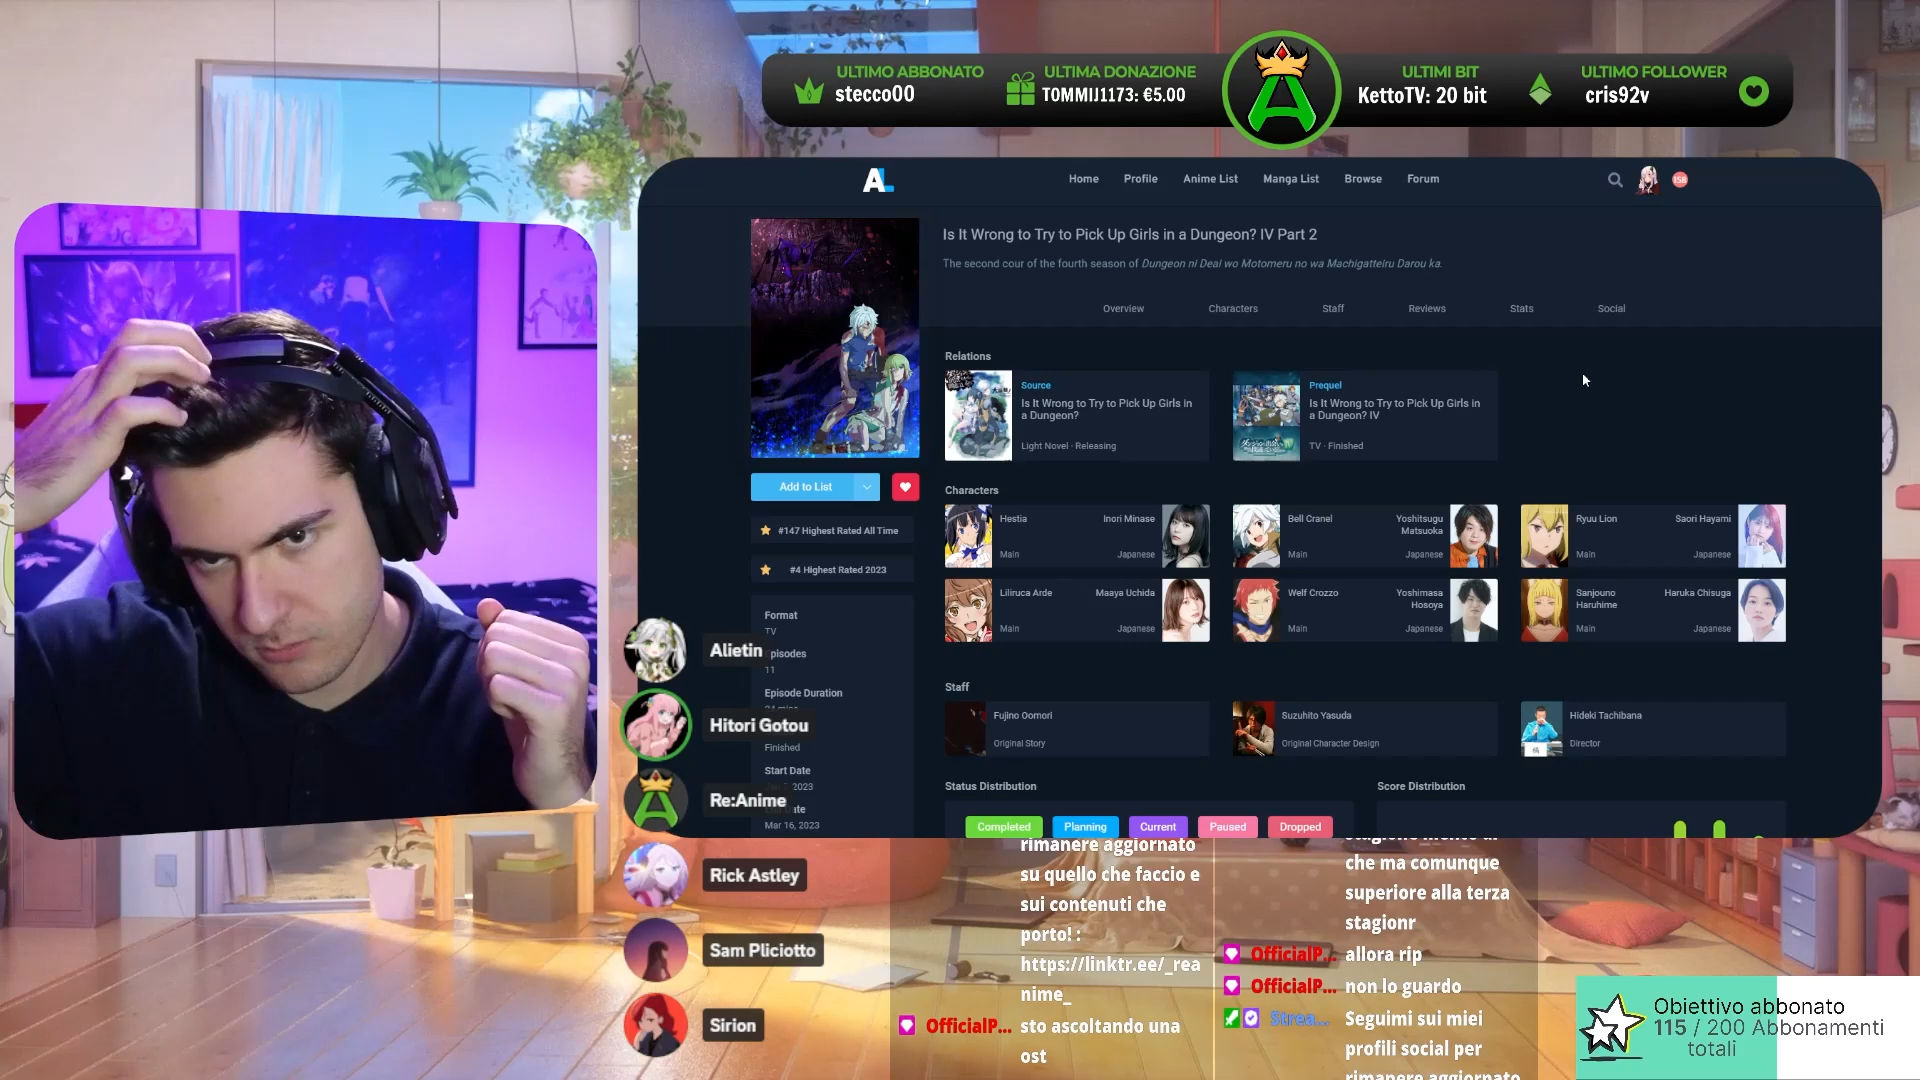 ULTIMO ABBONATO
stecco00
ULTIMA DONAZIONE
TOMMIJ1173: €5.00
ULTIMI BIT
KettoTV: 20 bit
ULTIMO FOLLOWER
cris92v
Home
Profile
Anime List
Manga List
Browse
Forum
158
Is It Wrong to Try to Pick Up Girls in a Dungeon? IV Part 2
The second cour of the fourth season of Dungeon ni Deai wo Motomeru no wa Machigatteiru Darou ka.
Overview
Characters
Staff
Reviews
Stats
Social
Add to List
#147 Highest Rated All Time
#4 Highest Rated 2023
Format
TV
Episodes
11
Episode Duration
Finished
Start Date
2023
Mar 16, 2023
Relations
Source
Is It Wrong to Try to Pick Up Girls in
a Dungeon?
Light Novel · Releasing
Prequel
Is It Wrong to Try to Pick Up Girls in
a Dungeon? IV
TV · Finished
Characters
Hestia
Main
Inori Minase
Japanese
Bell Cranel
Main
Yoshitsugu
Matsuoka
Japanese
Ryuu Lion
Main
Saori Hayami
Japanese
Liliruca Arde
Main
Maaya Uchida
Japanese
Welf Crozzo
Main
Yoshimasa
Hosoya
Japanese
Sanjouno
Haruhime
Main
Haruka Chisuga
Japanese
Staff
Fujino Oomori
Original Story
Suzuhito Yasuda
Original Character Design
Hideki Tachibana
Director
Status Distribution
Score Distribution
Completed
Planning
Current
Paused
Dropped
Alietin
Hitori Gotou
Re:Anime
Rick Astley
Sam Pliciotto
Sirion
rimanere aggiornato
su quello che faccio e
sui contenuti che
porto! :
https://linktr.ee/_rea
nime_
OfficialP... sto ascoltando una
ost
che ma comunque
superiore alla terza
stagionr
OfficialP... allora rip
OfficialP... non lo guardo
Strea... Seguimi sui miei
profili social per
rimanere aggiornato
Obiettivo abbonato
115 / 200 Abbonamenti
totali